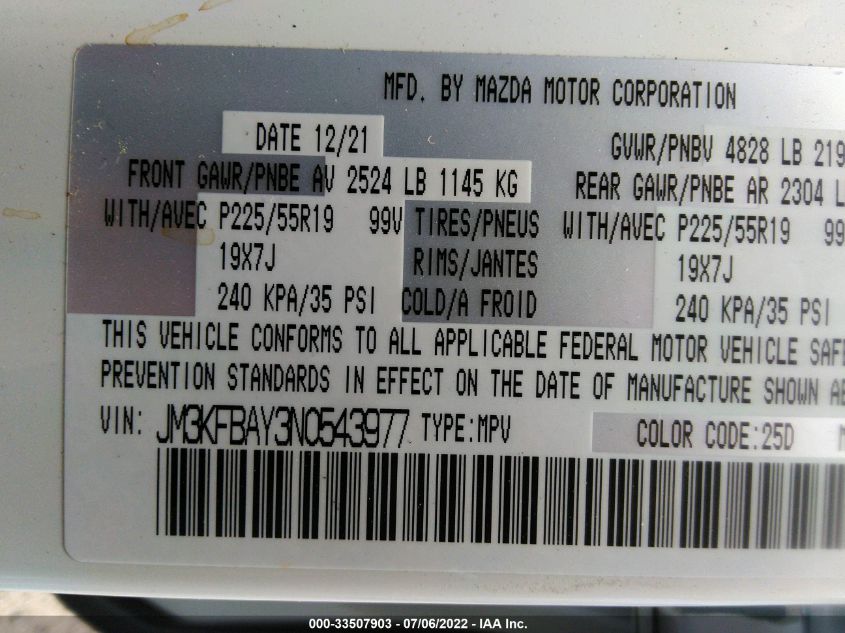 MFD. BY MAZDA MOTOR CORPORATION
DATE 12/21 GVWR/PNBV 4828 LB 219
FRONT GAWR/PNBE AV 2524 LB 1145 KG REAR GAWR/PNBE AR 2304 L
WITH/AVEC P225/55R19 99V TIRES/PNEUS WITH/AVEC P225/55R19 99
19X7J RIMS/JANTES 19X7J
240 KPA/35 PSI COLD/A FROID 240 KPA/35 PSI
THIS VEHICLE CONFORMS TO ALL APPLICABLE FEDERAL MOTOR VEHICLE SAFE
PREVENTION STANDARDS IN EFFECT ON THE DATE OF MANUFACTURE SHOWN AB
VIN: JM3KFBAY3N0543977 TYPE:MPV COLOR CODE:25D M
000-33507903 - 07/06/2022 - IAA Inc.